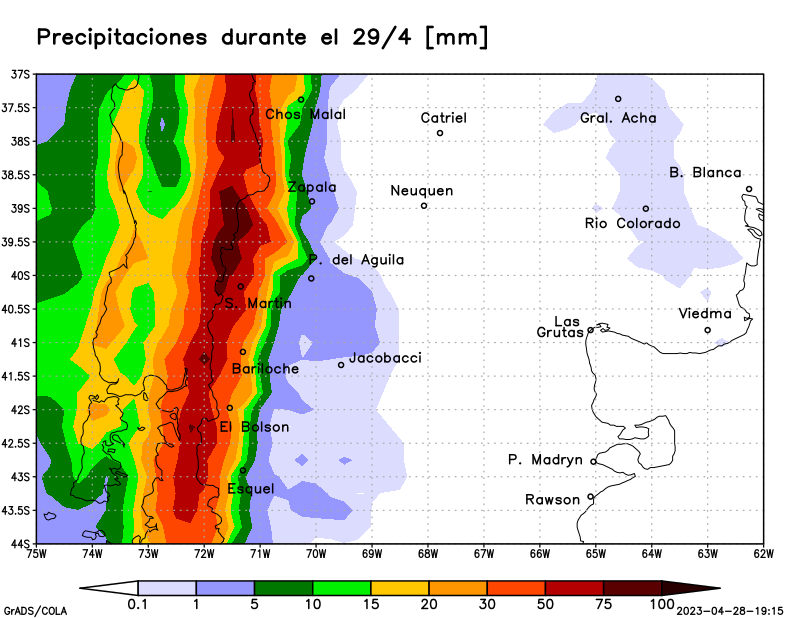 Precipitaciones durante el 29/4 [mm]
37S
37.5S
38S
38.5S
39S
39.5S
40S
40.5S
41S
41.5S
42S
42.5S
43S
43.5S
44S
Chos Malal
Catriel
Gral. Acha
B. Blanca
Zapala
Neuquen
Rio Colorado
P. del Aguila
S. Martin
Viedma
Las
Grutas
Bariloche
Jacobacci
El Bolson
P. Madryn
Esquel
Rawson
75W 74W 73W 72W 71W 70W 69W 68W 67W 66W 65W 64W 63W 62W
0.1 1 5 10 15 20 30 50 75 100
GrADS/COLA
2023-04-28-19:15